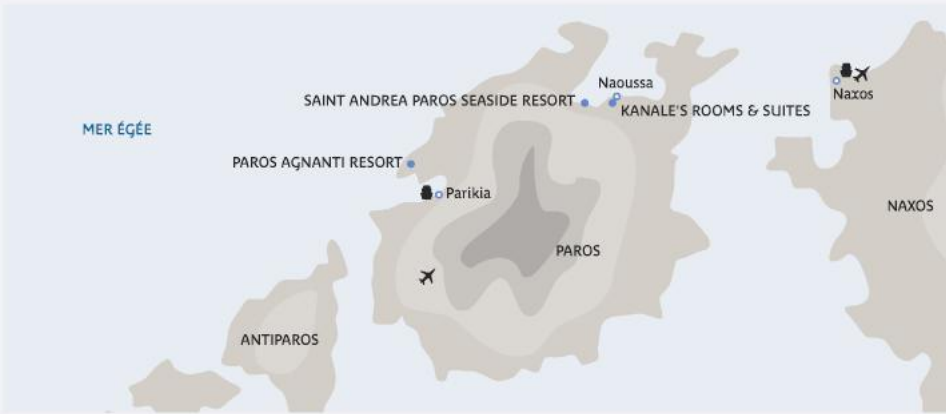 Naoussa
SAINT ANDREA PAROS SEASIDE RESORT
KANALE'S ROOMS & SUITES
Naxos
MER ÉGÉE
PAROS AGNANTI RESORT
Parikia
NAXOS
PAROS
ANTIPAROS